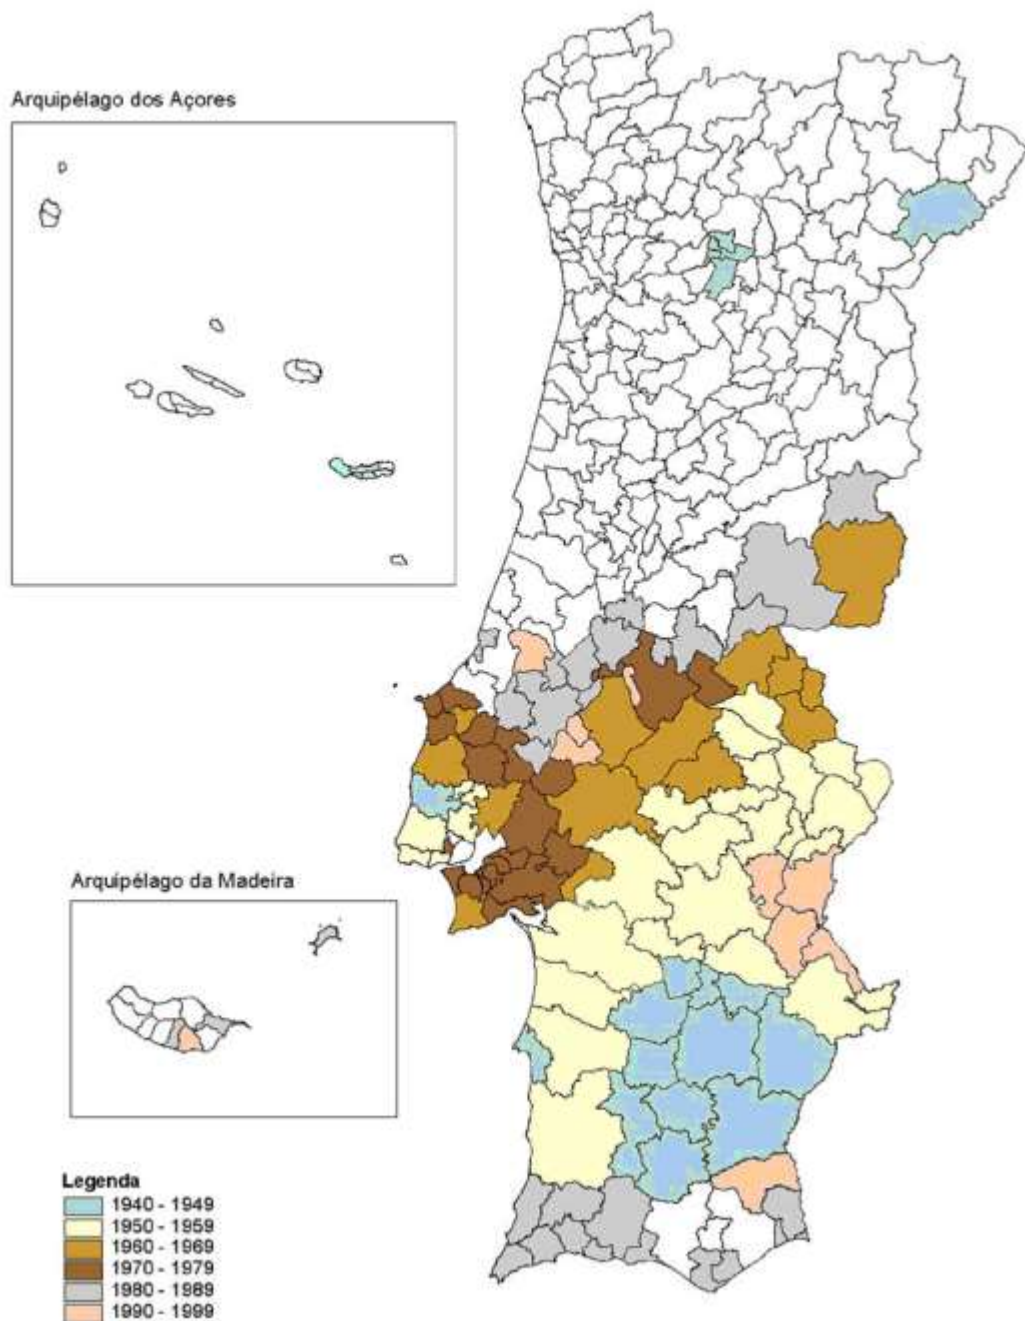 Arquipélago dos Açores
Arquipélago da Madeira
Legenda
1940 - 1949
1950 - 1959
1960 - 1969
1970 - 1979
1980 - 1989
1990 - 1999